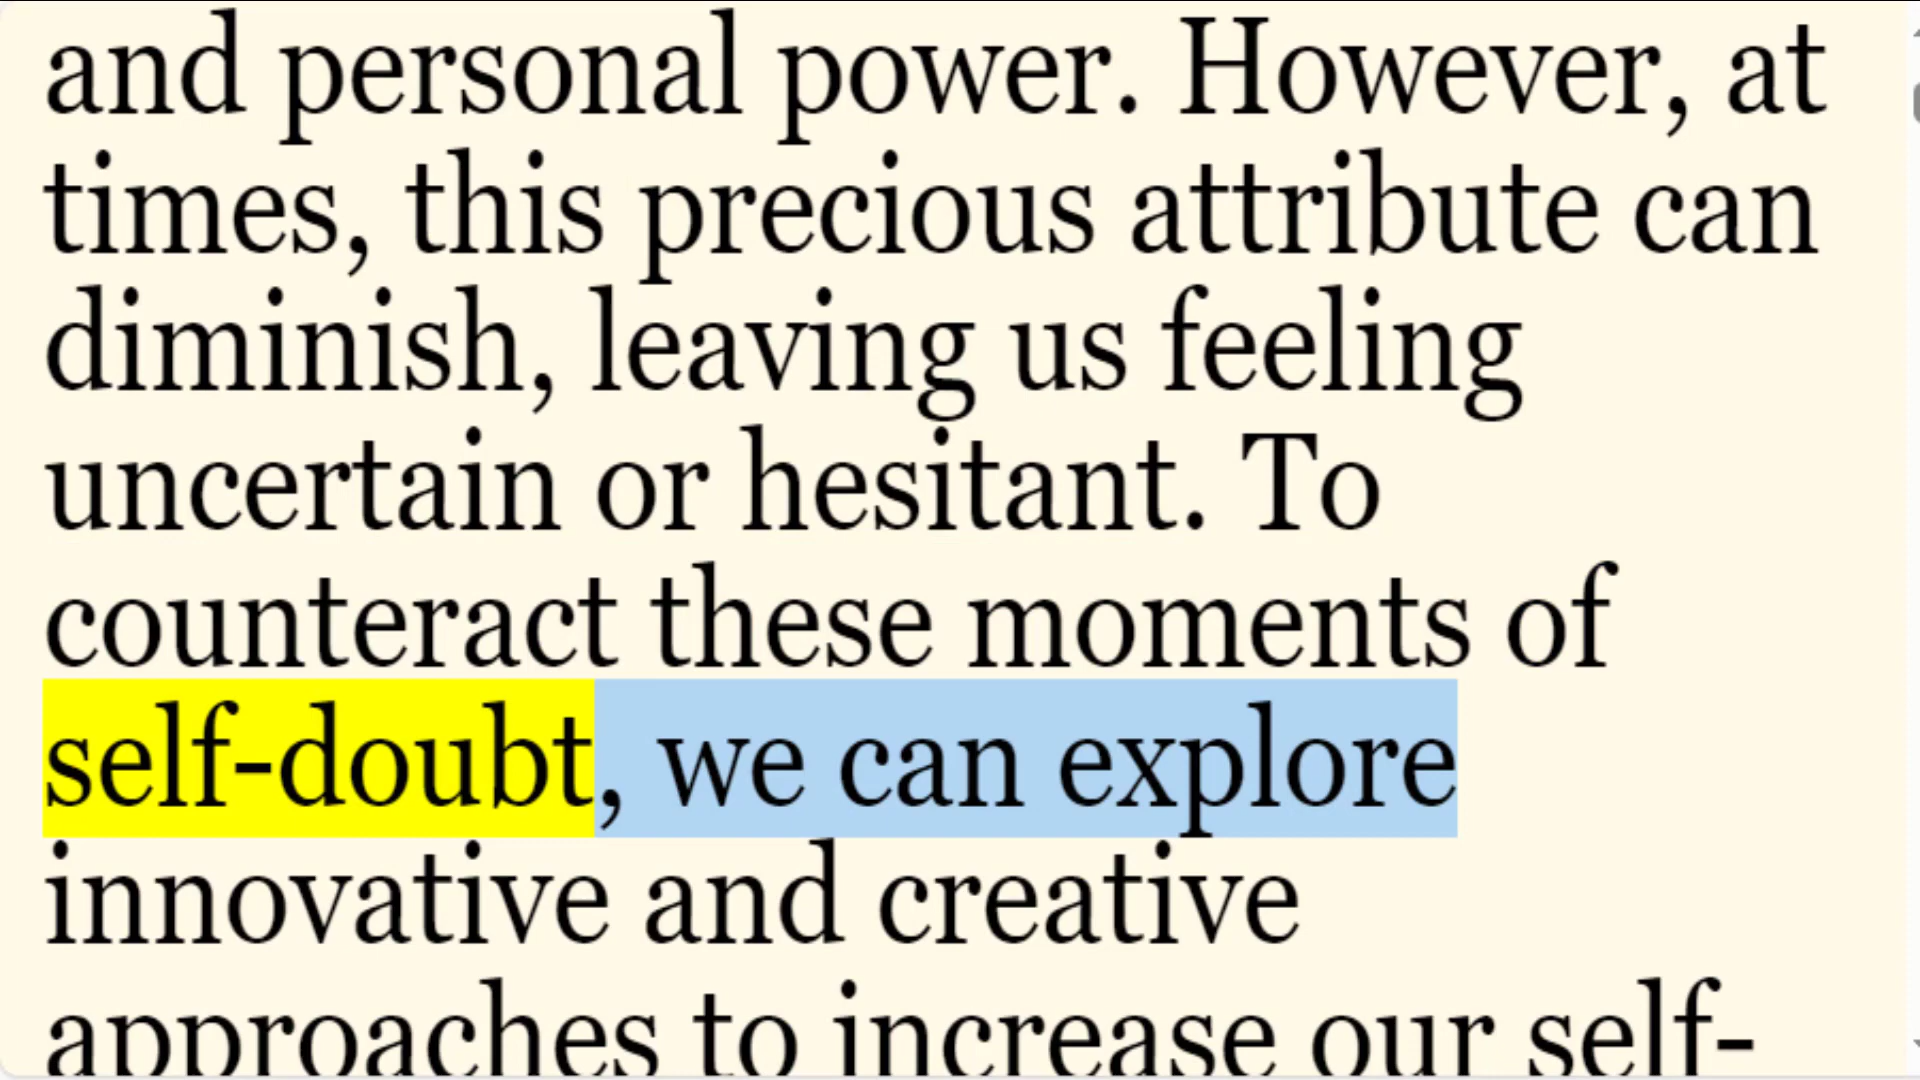 and personal power. However, at
times, this precious attribute can
diminish, leaving us feeling
uncertain or hesitant. To
counteract these moments of
self-doubt, we can explore
innovative and creative
approaches to increase our self-